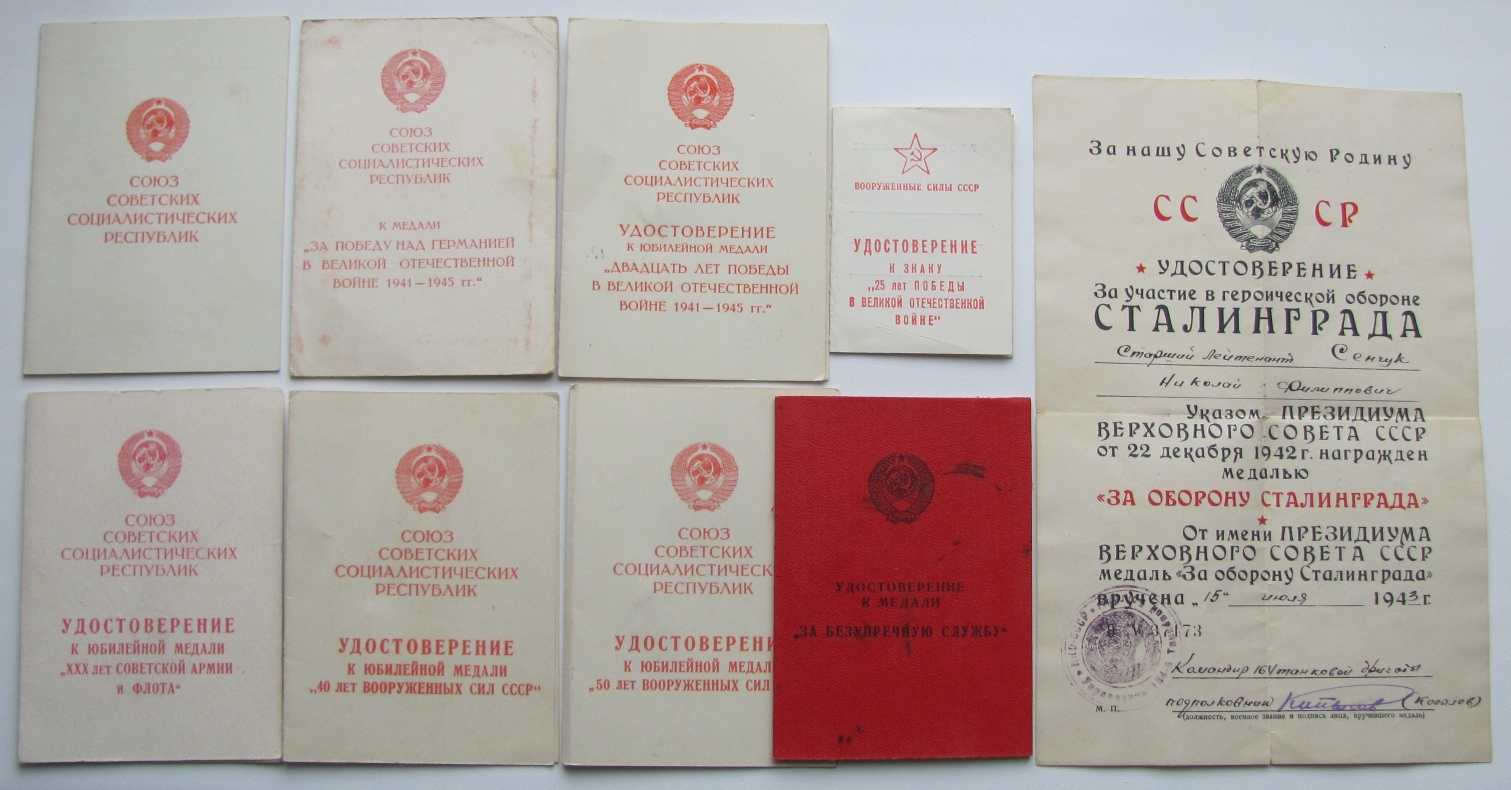 СОЮЗ
СОВЕТСКИХ
СОЦИАЛИСТИЧЕСКИХ
РЕСПУБЛИК
СОЮЗ
СОВЕТСКИХ
СОЦИАЛИСТИЧЕСКИХ
РЕСПУБЛИК
К МЕДАЛИ
„ЗА ПОБЕДУ НАД ГЕРМАНИЕЙ
В ВЕЛИКОЙ ОТЕЧЕСТВЕННОЙ
ВОЙНЕ 1941—1945 гг.“
СОЮЗ
СОВЕТСКИХ
СОЦИАЛИСТИЧЕСКИХ
РЕСПУБЛИК
УДОСТОВЕРЕНИЕ
К ЮБИЛЕЙНОЙ МЕДАЛИ
„ДВАДЦАТЬ ЛЕТ ПОБЕДЫ
В ВЕЛИКОЙ ОТЕЧЕСТВЕННОЙ
ВОЙНЕ 1941—1945 гг.“
ВООРУЖЕННЫЕ СИЛЫ СССР
УДОСТОВЕРЕНИЕ
К ЗНАКУ
„25 лет ПОБЕДЫ
В ВЕЛИКОЙ ОТЕЧЕСТВЕННОЙ
ВОЙНЕ“
СОЮЗ
СОВЕТСКИХ
СОЦИАЛИСТИЧЕСКИХ
РЕСПУБЛИК
УДОСТОВЕРЕНИЕ
К ЮБИЛЕЙНОЙ МЕДАЛИ
„XXX ЛЕТ СОВЕТСКОЙ АРМИИ
И ФЛОТА“
СОЮЗ
СОВЕТСКИХ
СОЦИАЛИСТИЧЕСКИХ
РЕСПУБЛИК
УДОСТОВЕРЕНИЕ
К ЮБИЛЕЙНОЙ МЕДАЛИ
„40 ЛЕТ ВООРУЖЕННЫХ СИЛ СССР“
СОЮЗ
СОВЕТСКИХ
СОЦИАЛИСТИЧЕСК
РЕСПУБЛИК
УДОСТОВЕРЕНИ
К ЮБИЛЕЙНОЙ МЕДАЛ
„50 ЛЕТ ВООРУЖЕННЫХ СИЛ
УДОСТОВЕРЕНИЕ
К МЕДАЛИ
„ЗА БЕЗУПРЕЧНУЮ СЛУЖБУ“
За нашу Советскую Родину
СС СР
УДОСТОВЕРЕНИЕ
За участие в героической обороне
СТАЛИНГРАДА
Старший Лейтенант Сенчук
Николай Филиппович
Указом ПРЕЗИДИУМА
ВЕРХОВНОГО СОВЕТА СССР
от 22 декабря 1942 г. награжден
медалью
«ЗА ОБОРОНУ СТАЛИНГРАДА»
От имени ПРЕЗИДИУМА
ВЕРХОВНОГО СОВЕТА СССР
медаль «За оборону Сталинграда»
вручена „15“ июля 1943 г.
Командир 164 танковой бригады
подполковник (Копылов)
М. П.
(должность, военное звание и подпись лица, вручившего медаль)